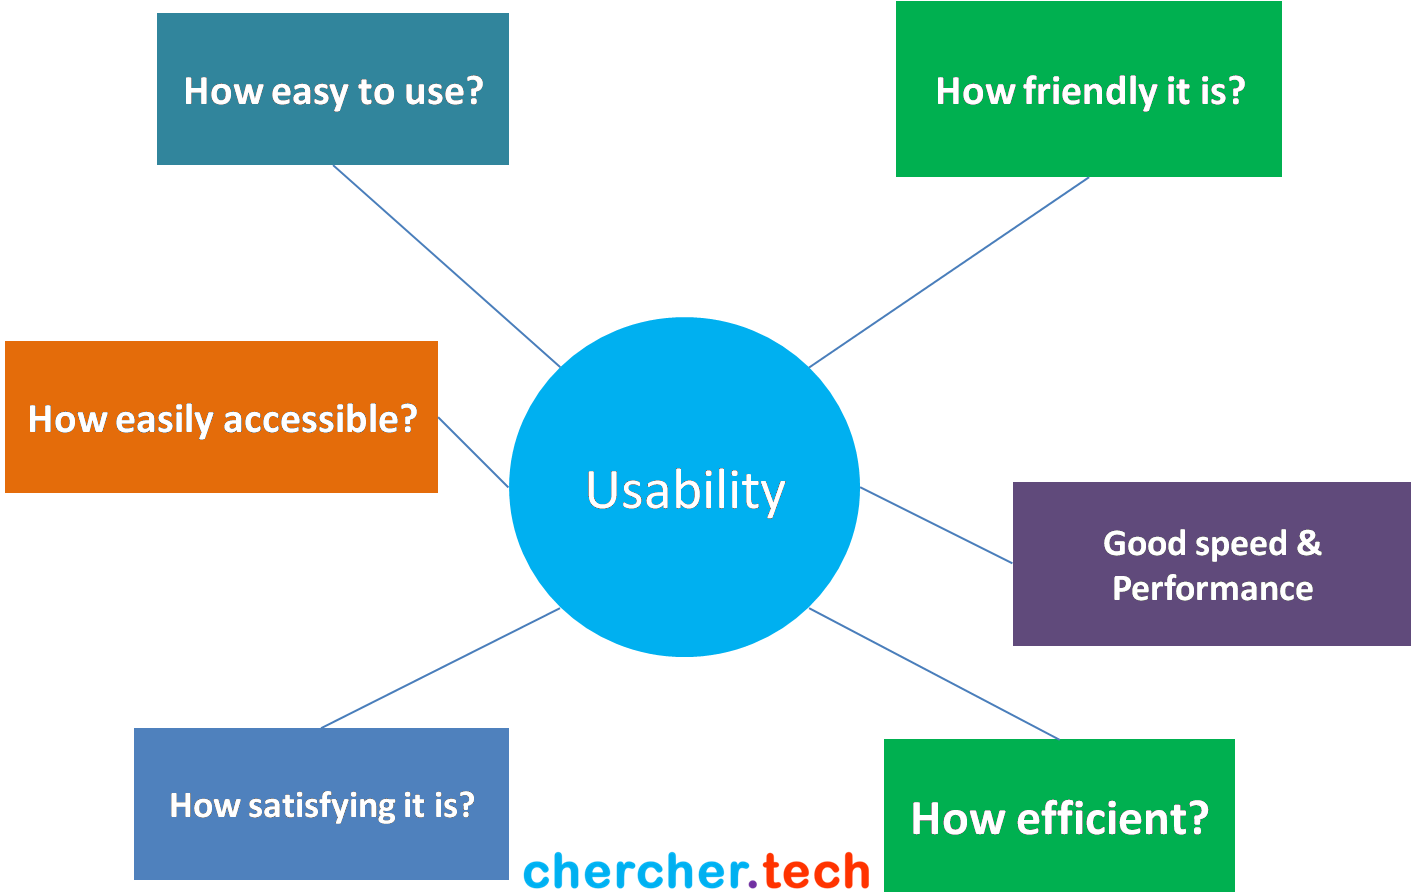 How easy to use?
How friendly it is?
How easily accessible?
Usability
Good speed &
Performance
How satisfying it is?
How efficient?
chercher.tech